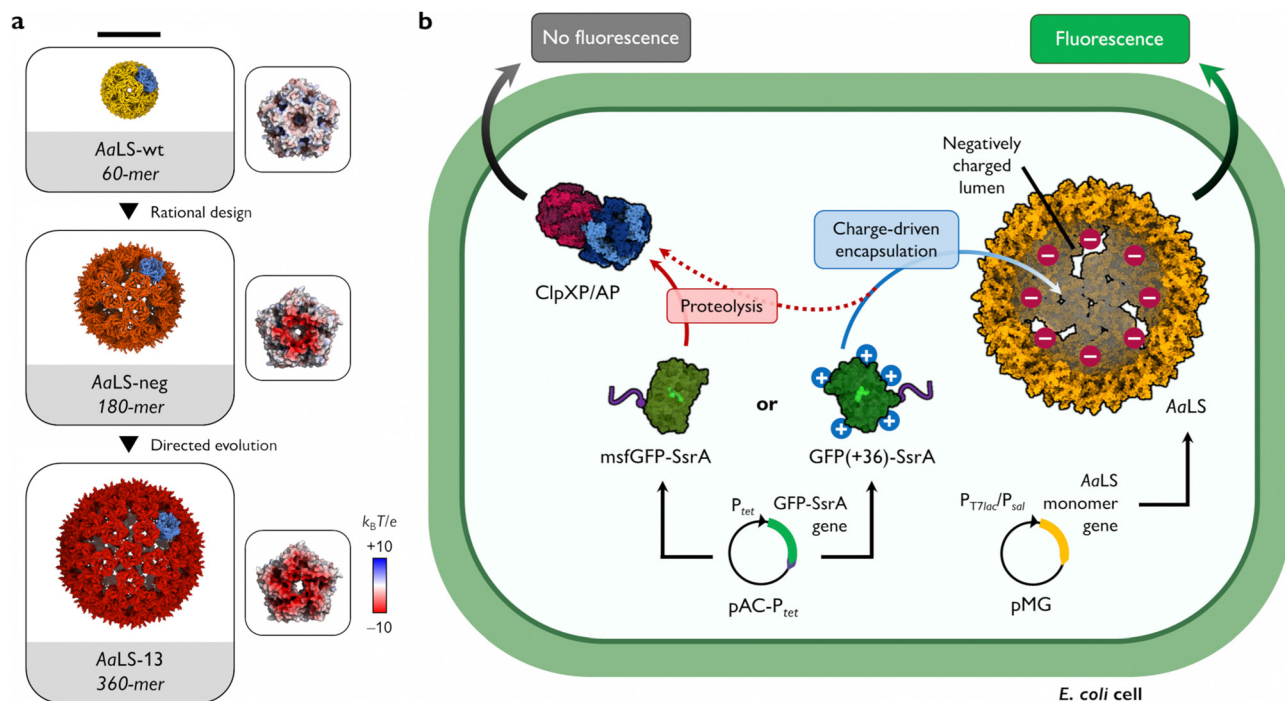 a
AaLS-wt
60-mer
Rational design
AaLS-neg
180-mer
Directed evolution
AaLS-13
360-mer
kBT/e
+10
−10
b
No fluorescence
Fluorescence
Negatively
charged
lumen
Charge-driven
encapsulation
ClpXP/AP
Proteolysis
+
+
+
+
+
−
−
−
−
−
−
−
−
or
msfGFP-SsrA
GFP(+36)-SsrA
AaLS
Ptet
GFP-SsrA
gene
pAC-Ptet
PT7lac/Psal
AaLS
monomer
gene
pMG
E. coli cell